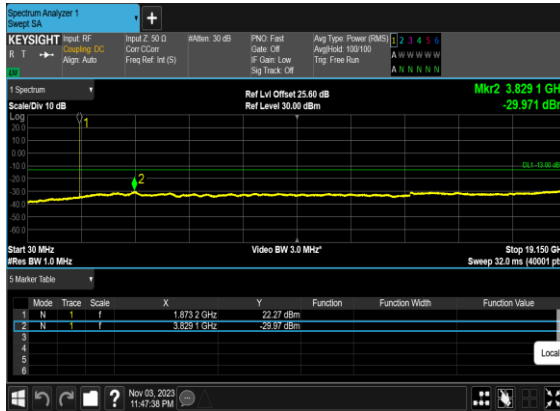 Spectrum Analyzer 1
Swept SA
+
KEYSIGHT Input: RF Input Z: 50 Ω #Atten: 30 dB PNO: Fast Avg Type: Power (RMS) 1 2 3 4 5 6
R T Coupling: DC Corr CCorr Gate: Off Avg|Hold: 100/100 A W W W W W
Align: Auto Freq Ref: Int (S) IF Gain: Low Trig: Free Run
Sig Track: Off A N N N N N
1 Spectrum Ref Lvl Offset 25.60 dB Mkr2 3.829 1 GHz
Scale/Div 10 dB Ref Level 30.00 dBm -29.971 dBm
Log
20.0
10.0
0.00
-10.0
-20.0
-30.0
-40.0
-50.0
-60.0
1
2
DL1 -13.00 dB
Start 30 MHz Video BW 3.0 MHz* Stop 19.150 GH
#Res BW 1.0 MHz Sweep 32.0 ms (40001 pt
5 Marker Table
Mode Trace Scale X Y Function Function Width Function Value
1 N 1 f 1.873 2 GHz 22.27 dBm
2 N 1 f 3.829 1 GHz -29.97 dBm
3
4
5
6
Local
? Nov 03, 2023
11:47:38 PM